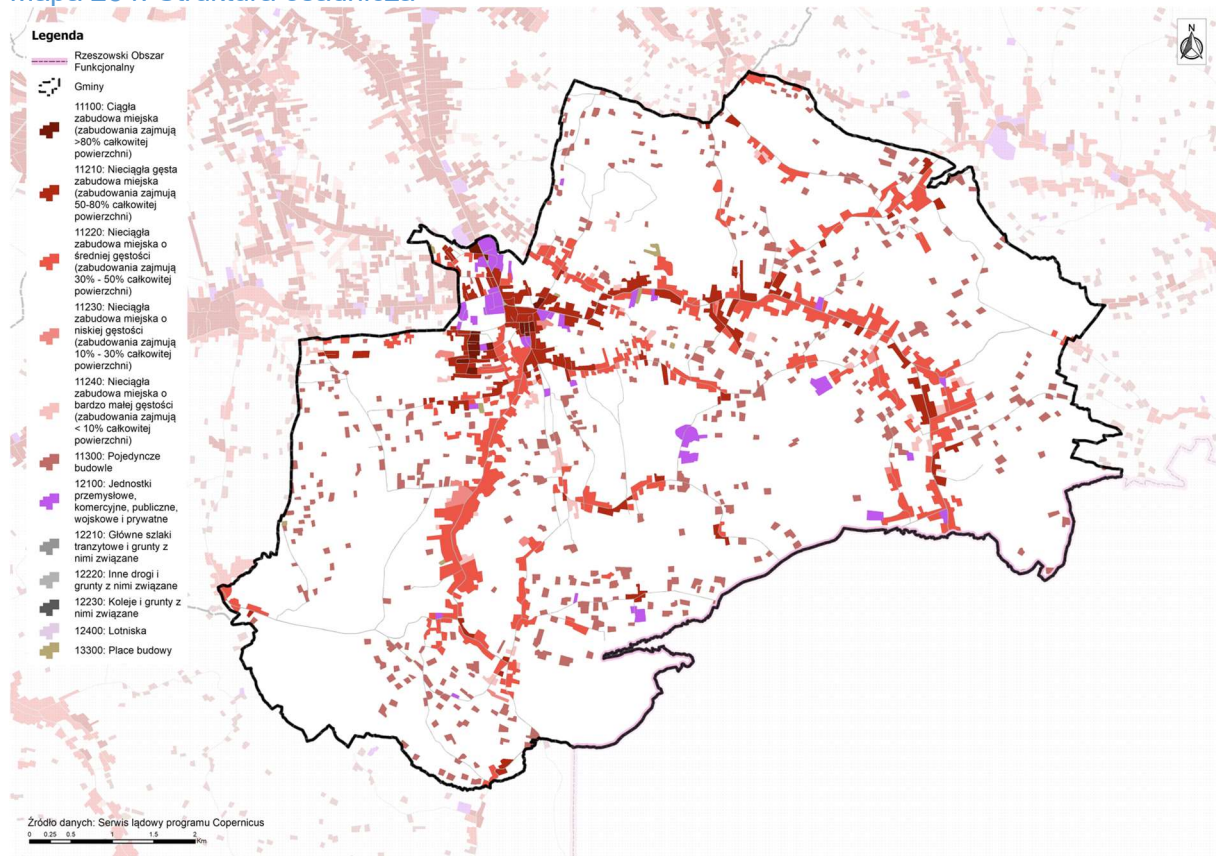 Legenda
Rzeszowski Obszar
Funkcjonalny
Gminy
11100: Ciągła
zabudowa miejska
(zabudowania zajmują
>80% całkowitej
powierzchni)
11210: Nieciągła gęsta
zabudowa miejska
(zabudowania zajmują
50-80% całkowitej
powierzchni)
11220: Nieciągła
zabudowa miejska o
średniej gęstości
(zabudowania zajmują
30% - 50% całkowitej
powierzchni)
11230: Nieciągła
zabudowa miejska o
niskiej gęstości
(zabudowania zajmują
10% - 30% całkowitej
powierzchni)
11240: Nieciągła
zabudowa miejska o
bardzo małej gęstości
(zabudowania zajmują
< 10% całkowitej
powierzchni)
11300: Pojedyncze
budowle
12100: Jednostki
przemysłowe,
komercyjne, publiczne,
wojskowe i prywatne
12210: Główne szlaki
tranzytowe i grunty z
nimi związane
12220: Inne drogi i
grunty z nimi związane
12230: Koleje i grunty z
nimi związane
12400: Lotniska
13300: Place budowy
Źródło danych: Serwis lądowy programu Copernicus
0 0.25 0.5 1 1.5 2
Km
N